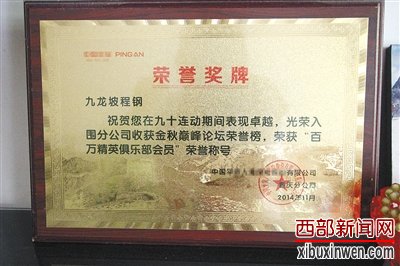 PINGAN
荣誉奖牌
九龙坡程钢
祝贺您在九十连动期间表现卓越，光荣入
围分公司收获金秋巅峰论坛荣誉榜，荣获“百
万精英俱乐部会员”荣誉称号
2014年11月
西部新闻网
xibuxinwen.com